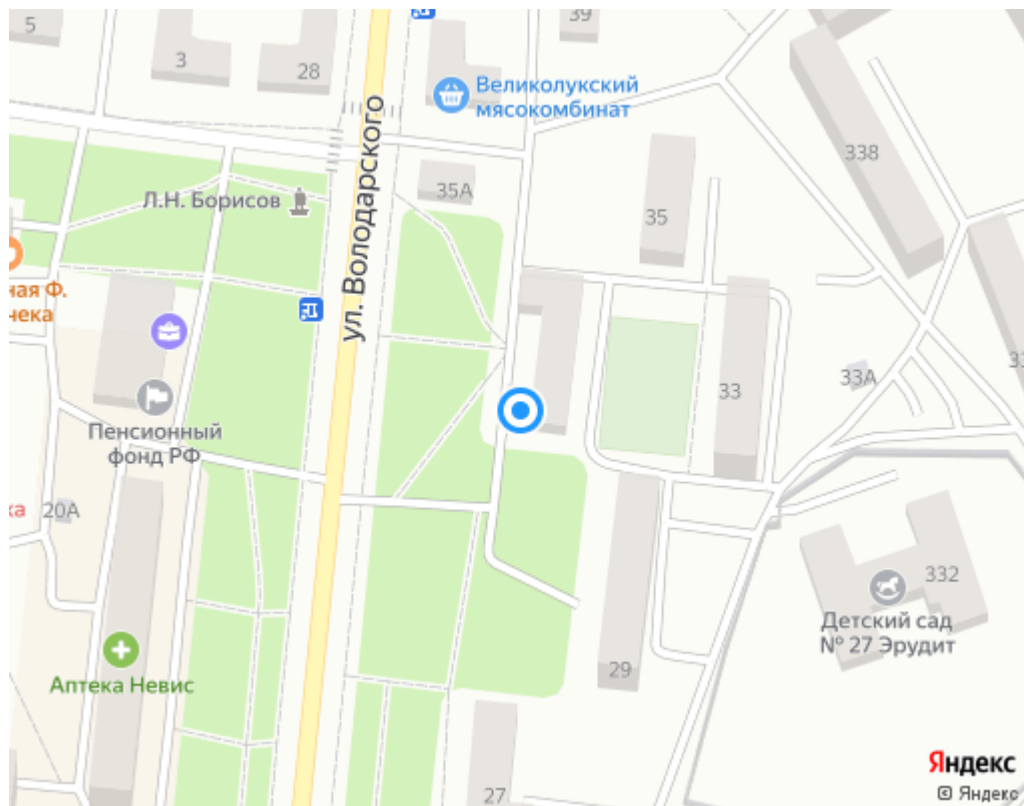 5
39
3
28
Великолукский
мясокомбинат
ул. Володарского
338
35А
Л.Н. Борисов
35
ная Ф.
33А
33
Пенсионный
фонд РФ
20А
332
Детский сад
№ 27 Эрудит
29
Аптека Невис
27
Яндекс
Яндекс